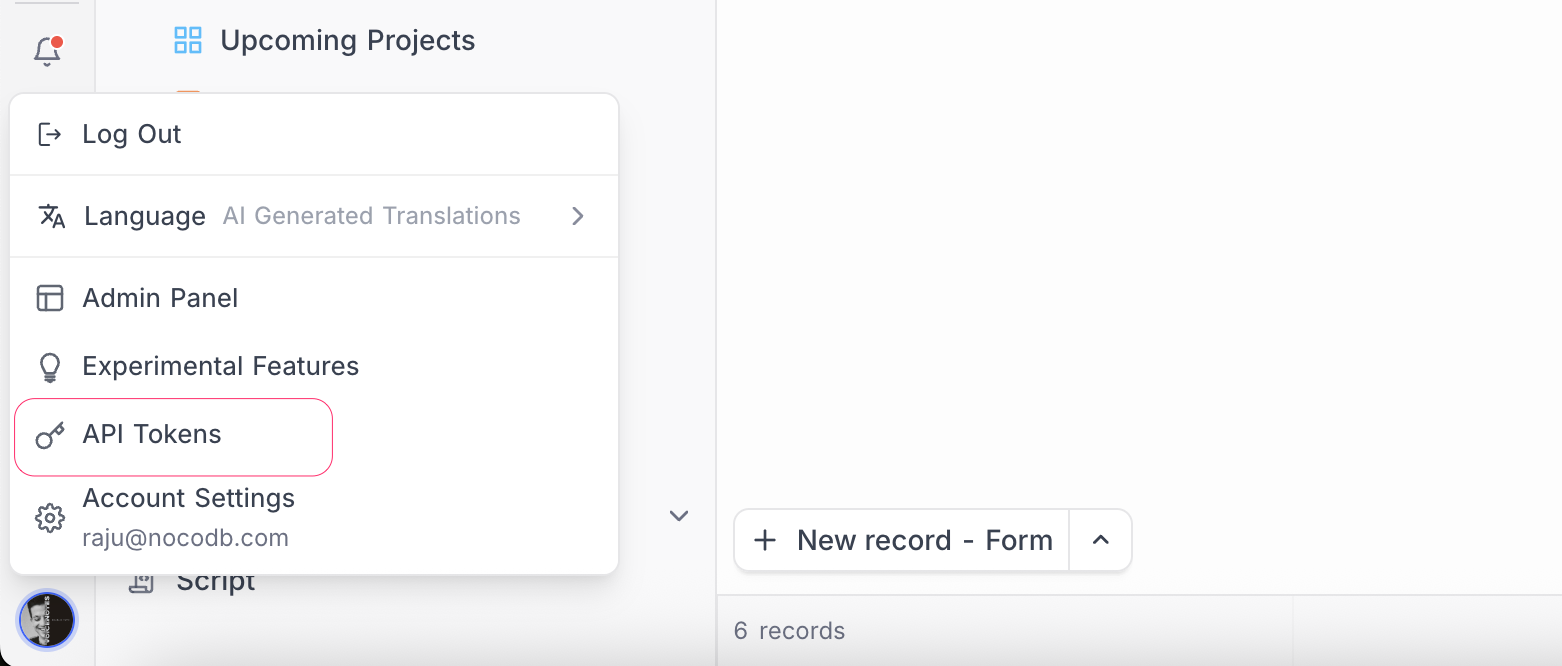 Upcoming Projects
Log Out
Language AI Generated Translations
Admin Panel
Experimental Features
API Tokens
Account Settings
raju@nocodb.com
Script
New record - Form
6 records